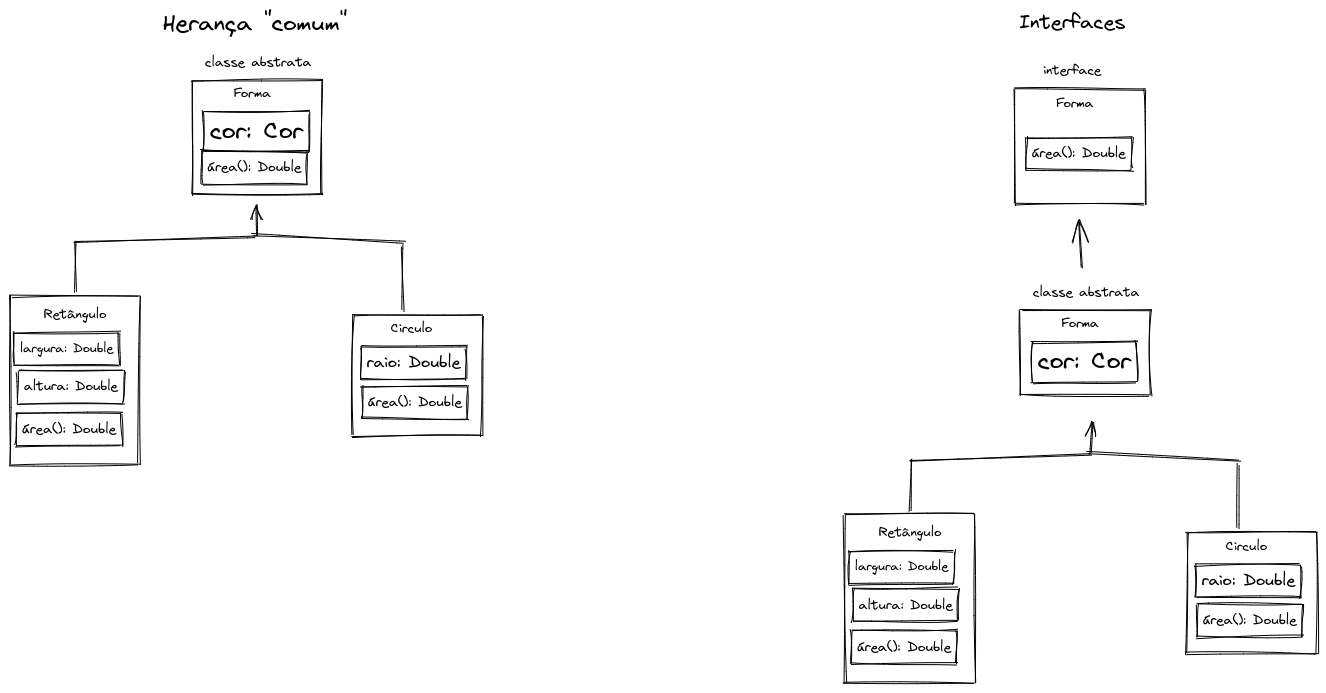 Herança "comum"
classe abstrata
Forma
cor: Cor
área(): Double
Retângulo
largura: Double
altura: Double
área(): Double
Circulo
raio: Double
área(): Double
Interfaces
interface
Forma
área(): Double
classe abstrata
Forma
cor: Cor
Retângulo
largura: Double
altura: Double
área(): Double
Circulo
raio: Double
área(): Double